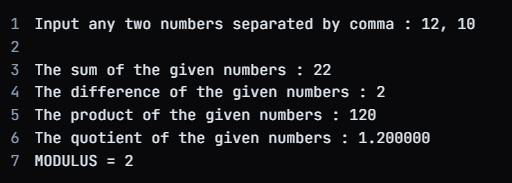 1 Input any two numbers separated by comma : 12, 10
2
3 The sum of the given numbers : 22
4 The difference of the given numbers : 2
5 The product of the given numbers : 120
6 The quotient of the given numbers : 1.200000
7 MODULUS = 2